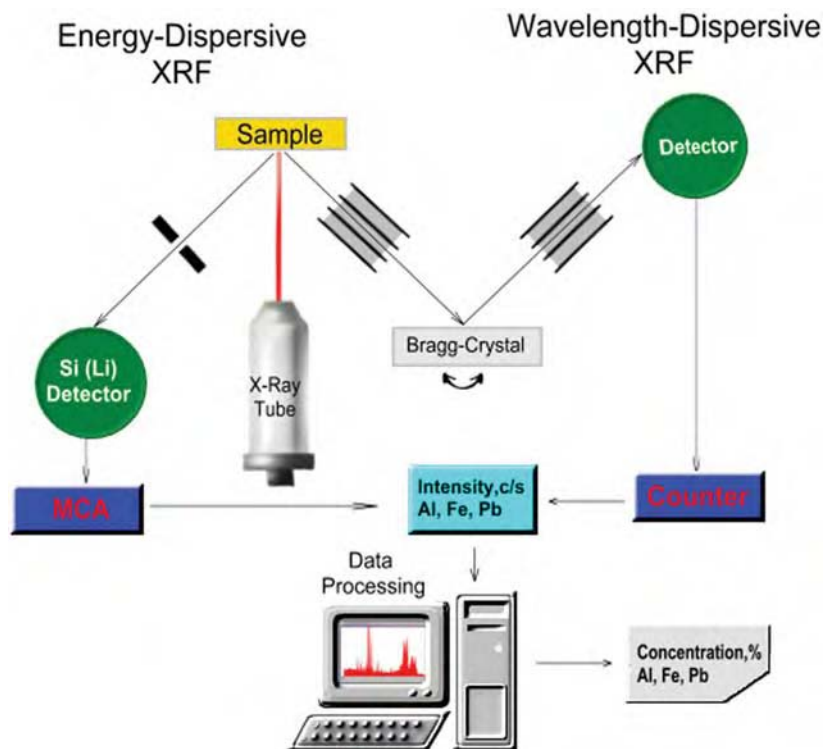 Energy-Dispersive
XRF
Wavelength-Dispersive
XRF
Sample
Detector
Bragg-Crystal
Si (Li)
Detector
X-Ray
Tube
MCA
Intensity,c/s
Al, Fe, Pb
Counter
Data
Processing
Concentration,%
Al, Fe, Pb